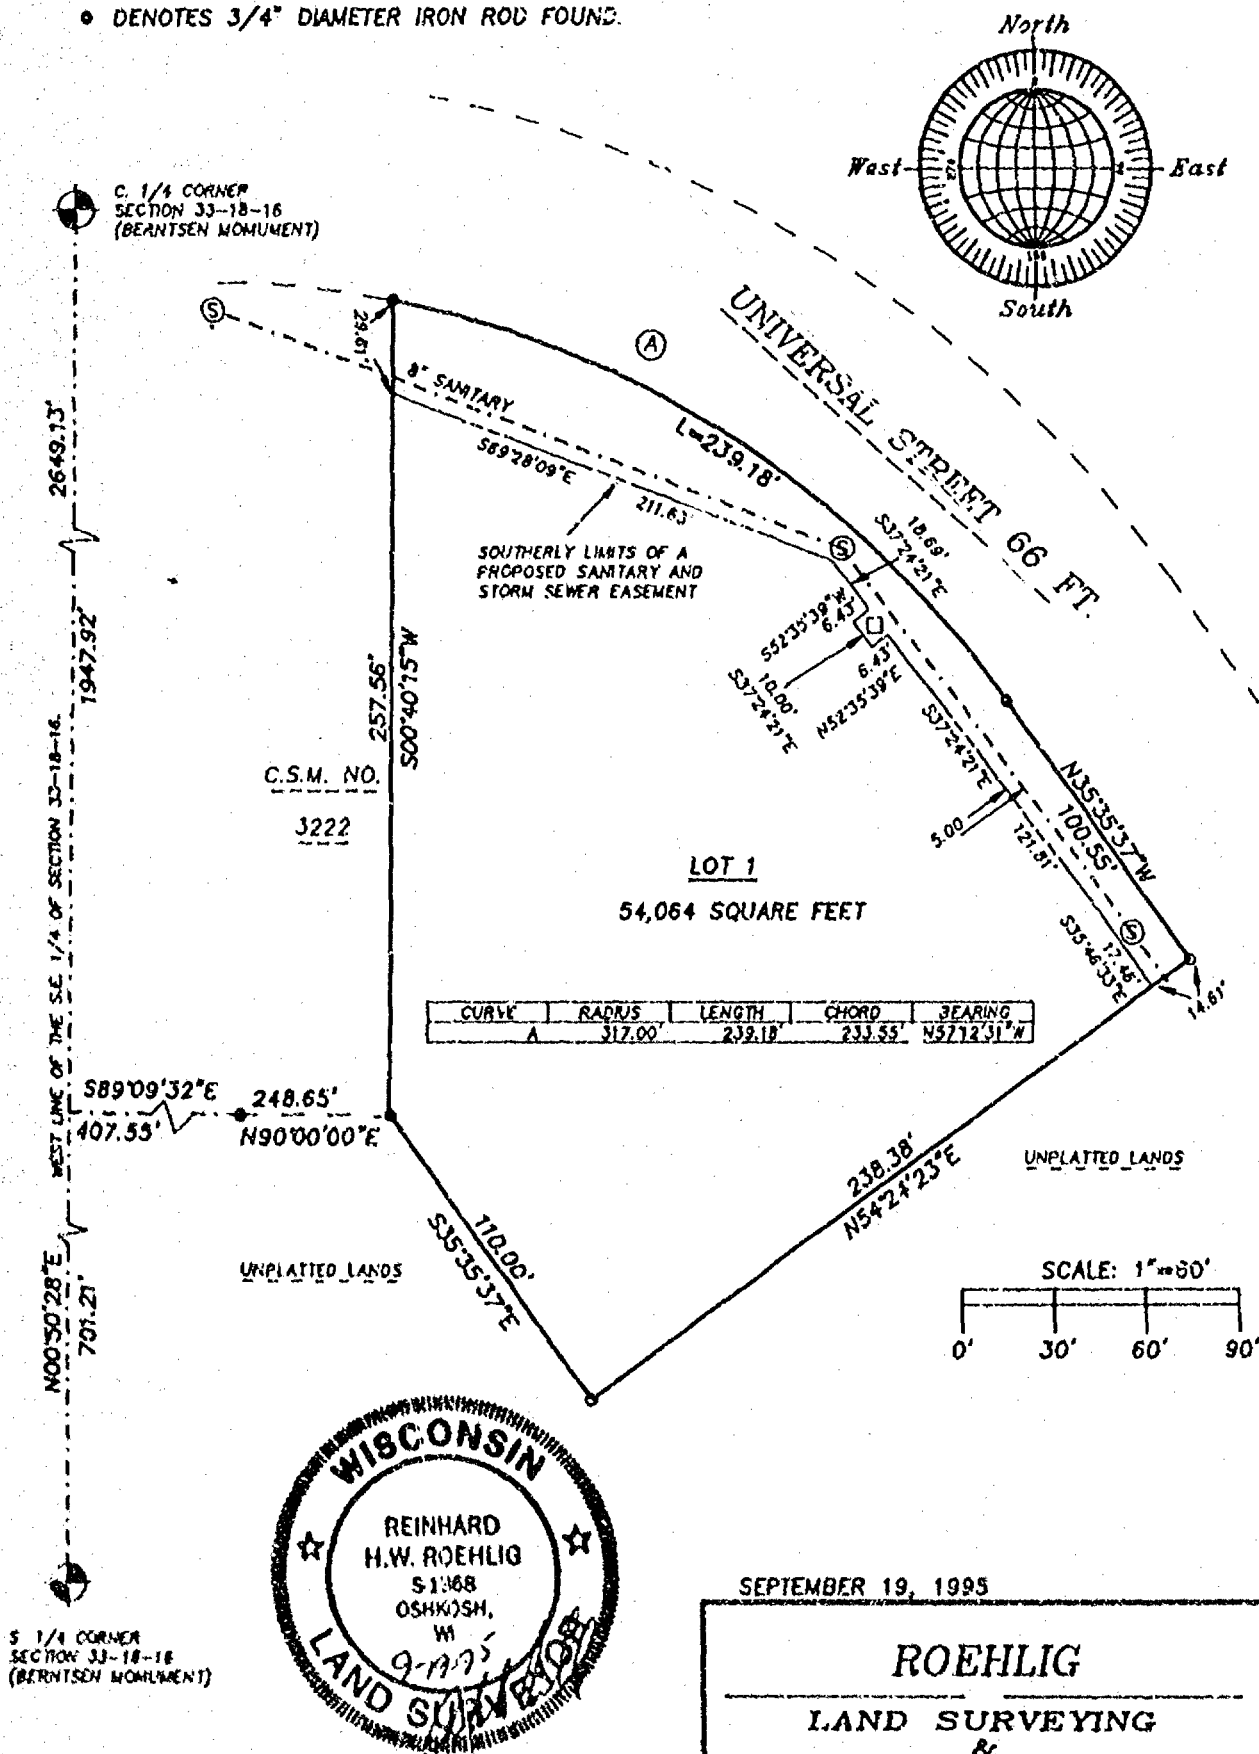 DENOTES 3/4" DIAMETER IRON ROD FOUND.
North
West
East
South
C. 1/4 CORNER
SECTION 33-18-16
(BERNTSEN MOMUMENT)
S
29.61'
A
8" SANITARY
S69°28'09"E
211.63'
L=239.18'
UNIVERSAL STREET 66 FT.
SOUTHERLY LIMITS OF A
PROPOSED SANITARY AND
STORM SEWER EASEMENT
S
18.69'
S37°24'21"E
S52°35'39"W
6.43'
10.00'
S37°24'21"E
6.43'
N52°35'39"E
S37°24'21"E
121.81'
5.00
N35°35'37"W
100.55'
S
17.46'
S35°46'33"E
14.61'
2649.13'
1947.92'
WEST LINE OF THE S.E. 1/4 OF SECTION 33-18-16.
257.56'
S00°40'15"W
C.S.M. NO.
3222
LOT 1
54,064 SQUARE FEET
CURVE RADIUS LENGTH CHORD BEARING
A 317.00' 239.18' 233.55' N57°12'31"W
S89°09'32"E
407.55'
248.65'
N90°00'00"E
UNPLATTED LANDS
238.38'
N54°24'23"E
110.00'
S35°35'37"E
UNPLATTED LANDS
N00°50'28"E
701.21'
SCALE: 1"=60'
0' 30' 60' 90'
WISCONSIN
REINHARD
H.W. ROEHLIG
S-1368
OSHKOSH,
WI
LAND SURVEYOR
S 1/4 CORNER
SECTION 33-18-16
(BERNTSEN MONUMENT)
SEPTEMBER 19, 1995
ROEHLIG
LAND SURVEYING
&